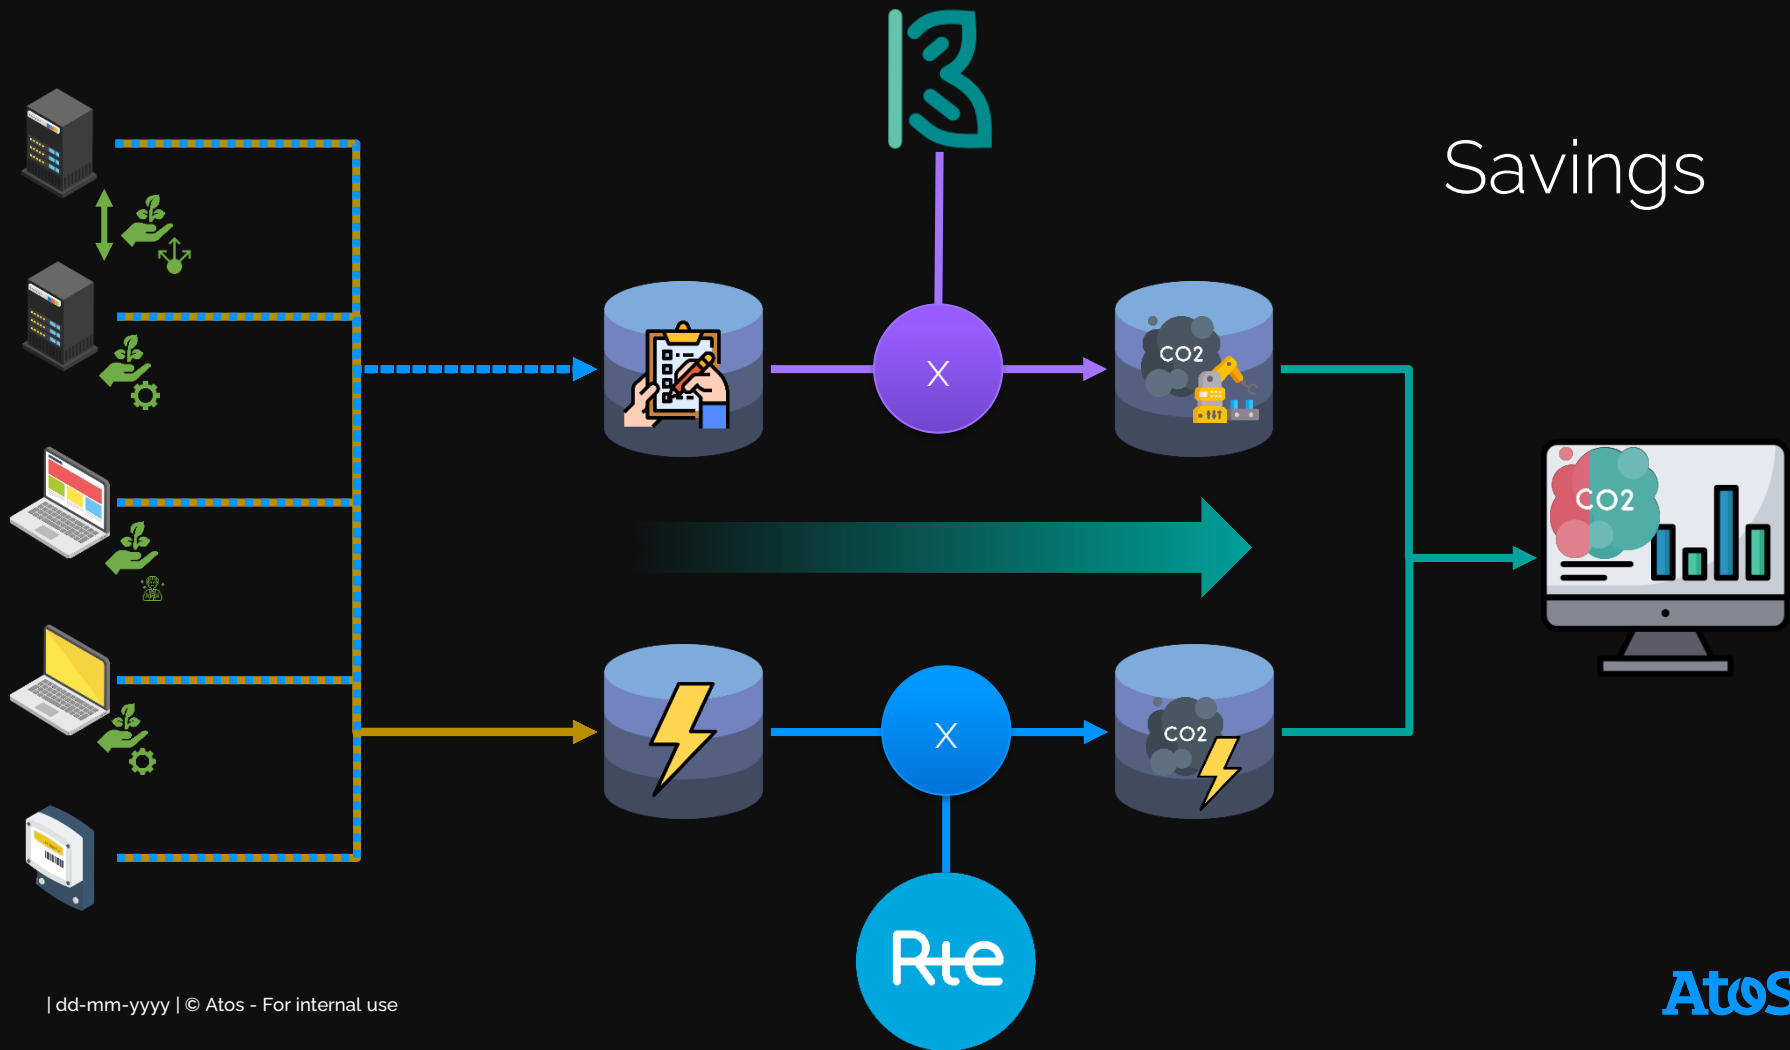 Savings
X
CO2
CO2
X
CO2
Rte
| dd-mm-yyyy | © Atos - For internal use
Atos